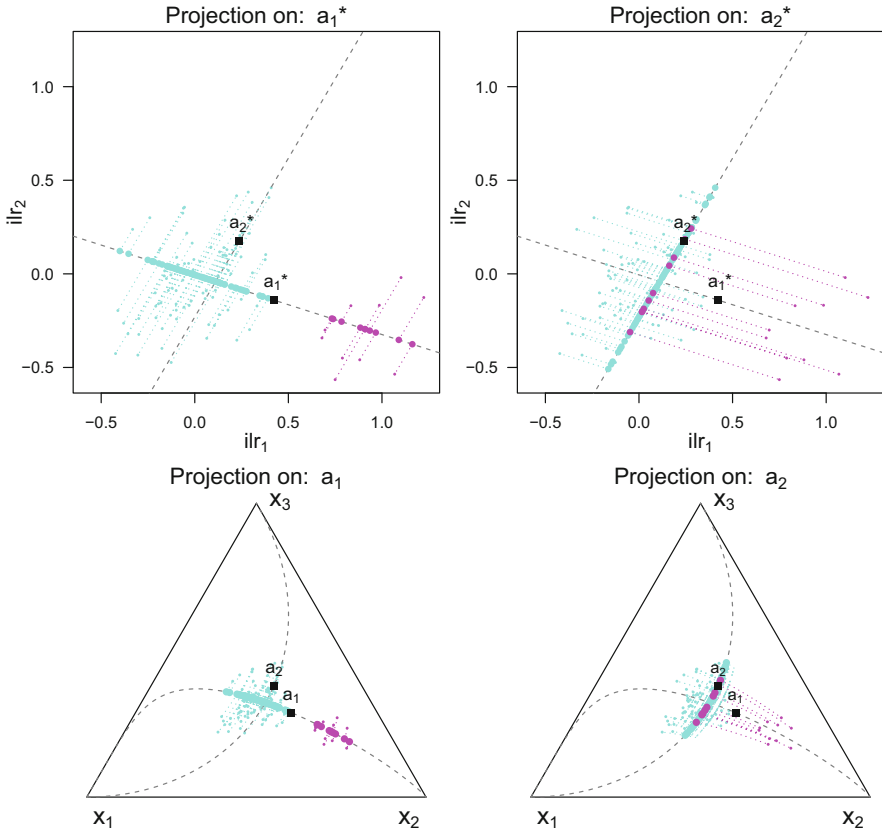 Projection on: a₁*
Projection on: a₂*
1.0
0.5
0.0
−0.5
ilr₂
a₂*
a₁*
−0.5
0.0
0.5
1.0
ilr₁
1.0
0.5
0.0
−0.5
ilr₂
a₂*
a₁*
−0.5
0.0
0.5
1.0
ilr₁
Projection on: a₁
Projection on: a₂
x₃
a₂
a₁
x₁
x₂
x₃
a₂
a₁
x₁
x₂